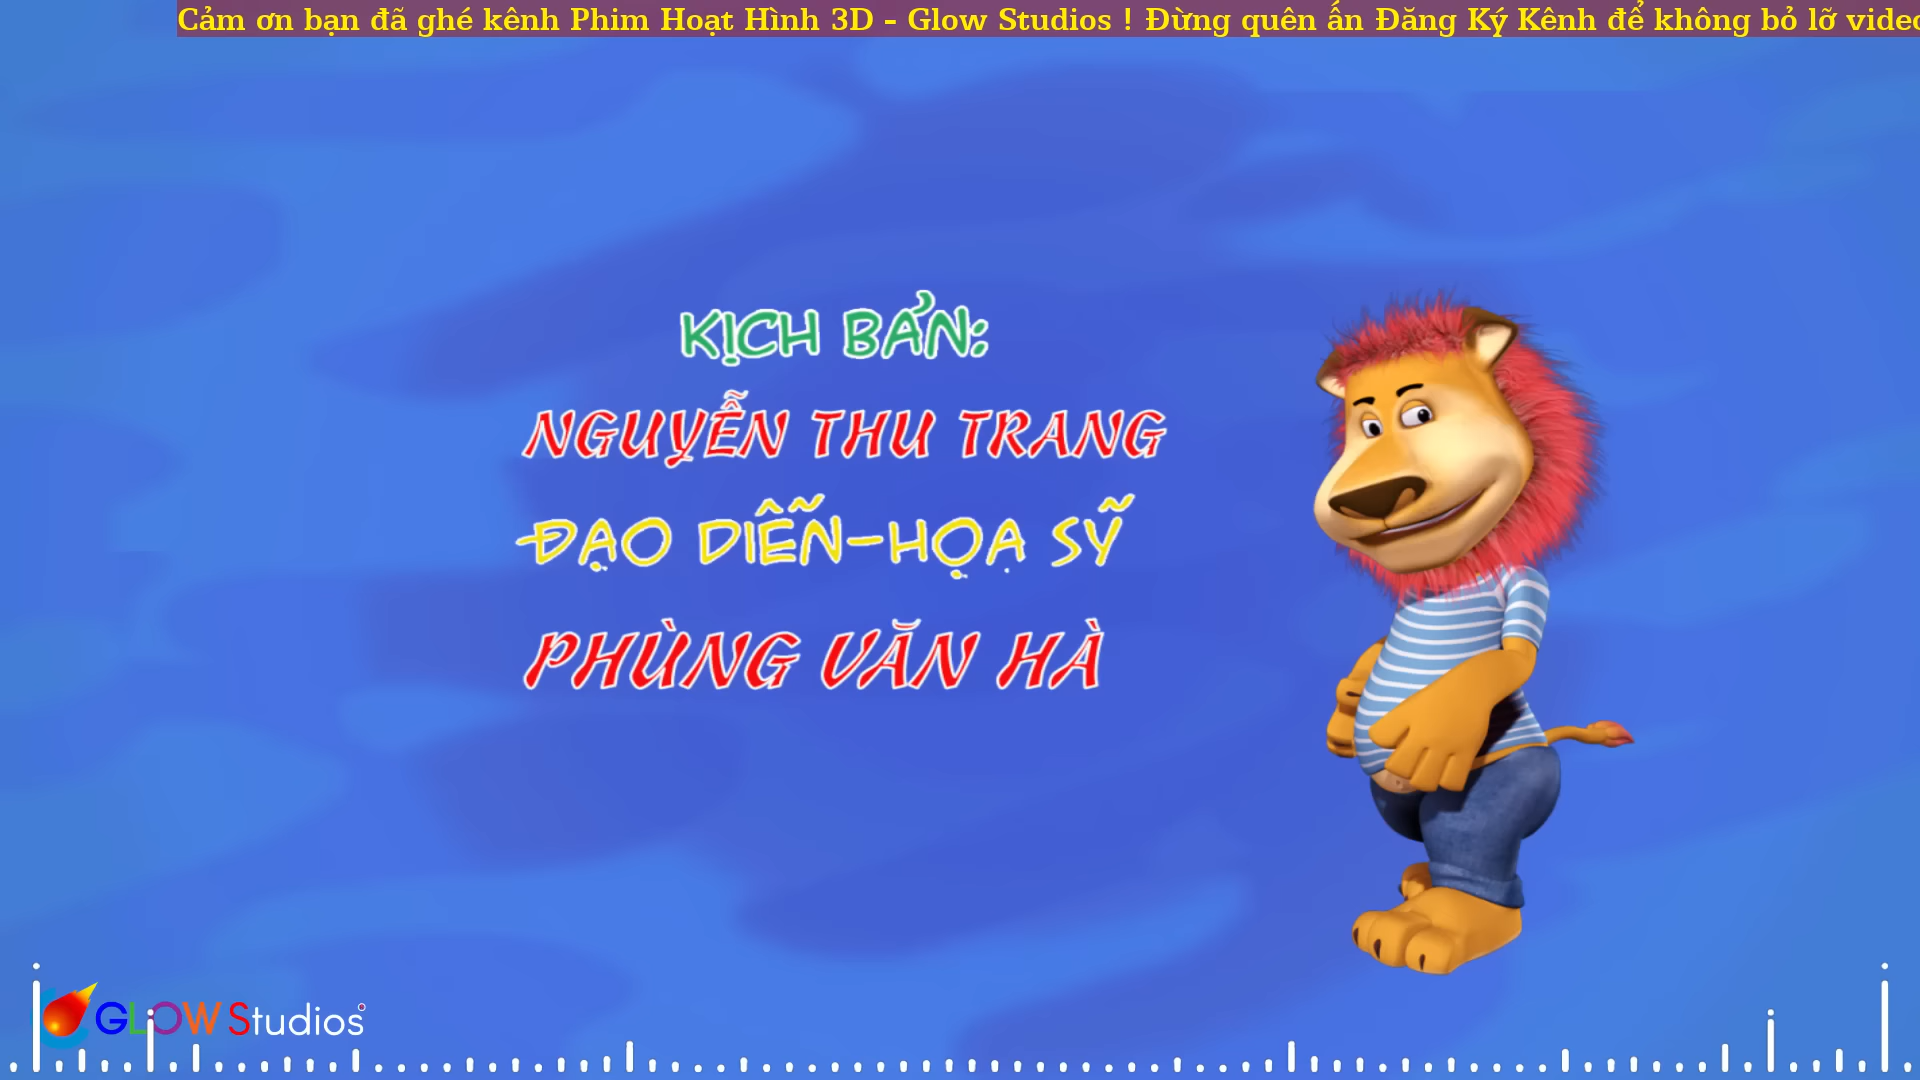 Cảm ơn bạn đã ghé kênh Phim Hoạt Hình 3D – Glow Studios ! Đừng quên ấn Đăng Ký Kênh để không bỏ lỡ video
KỊCH BẢN:
NGUYỄN THU TRANG
ĐẠO DIỄN-HỌA SỸ
PHÙNG VĂN HÀ
GLOW Studios